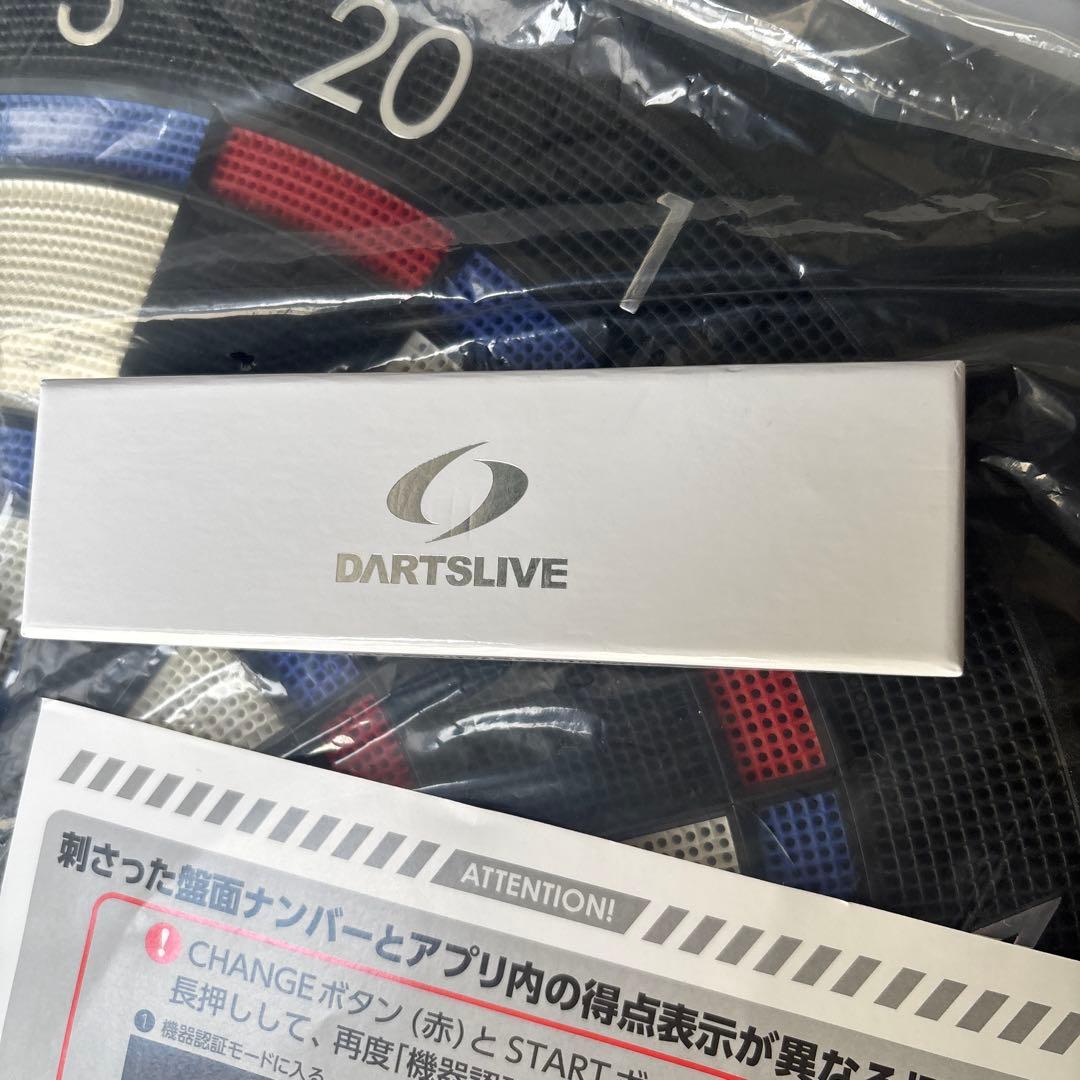 5
20
1
DARTSLIVE
ATTENTION!
刺さった盤面ナンバーとアプリ内の得点表示が異なる
! CHANGEボタン(赤)とSTART
長押しして、再度「機器認
❶ 機器認証モードに入る